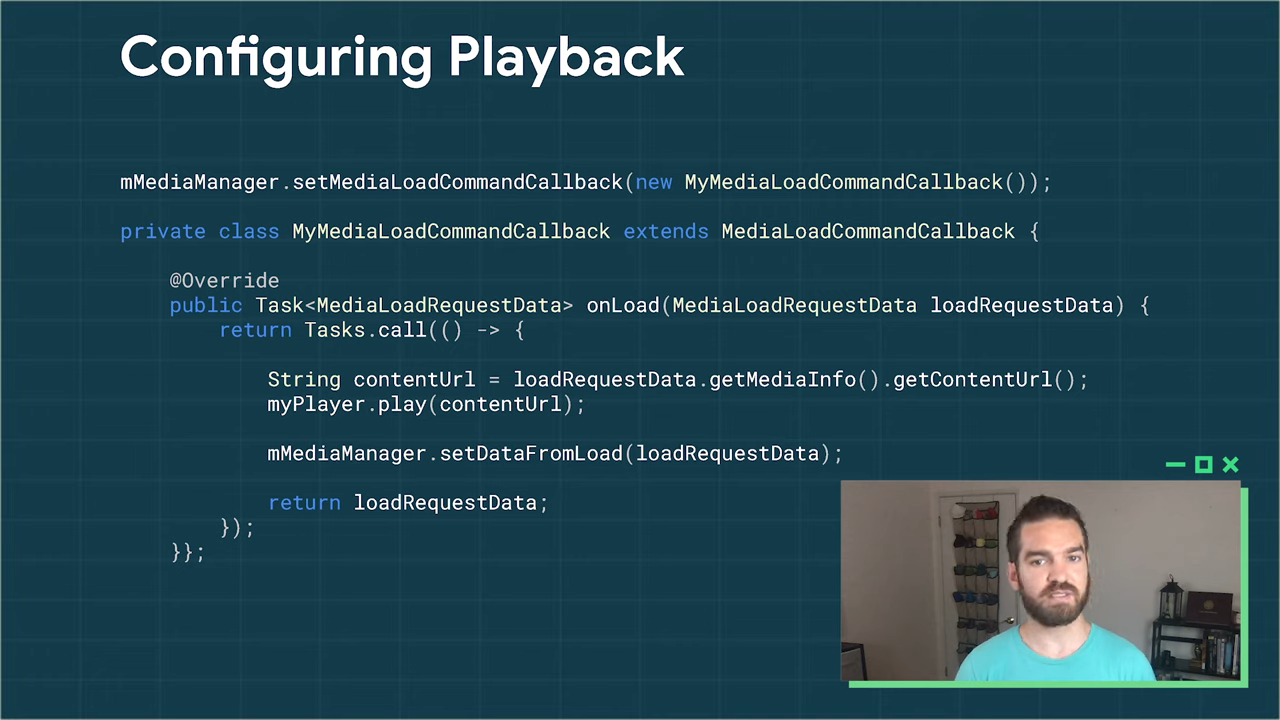 Configuring Playback
mMediaManager.setMediaLoadCommandCallback(new MyMediaLoadCommandCallback());
private class MyMediaLoadCommandCallback extends MediaLoadCommandCallback {
@Override
public Task<MediaLoadRequestData> onLoad(MediaLoadRequestData loadRequestData) {
return Tasks.call(() -> {
String contentUrl = loadRequestData.getMediaInfo().getContentUrl();
myPlayer.play(contentUrl);
mMediaManager.setDataFromLoad(loadRequestData);
return loadRequestData;
});
}};